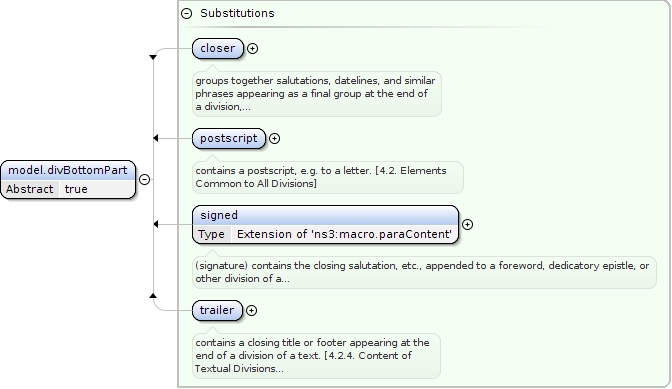 Substitutions
closer
groups together salutations, datelines, and similar
phrases appearing as a final group at the end of
a division,...
postscript
contains a postscript, e.g. to a letter. [4.2. Elements
Common to All Divisions]
model.divBottomPart
Abstract true
signed
Type Extension of 'ns3:macro.paraContent'
(signature) contains the closing salutation, etc., appended to a foreword, dedicatory epistle, or
other division of a...
trailer
contains a closing title or footer appearing at the
end of a division of a text. [4.2.4. Content of
Textual Divisions...